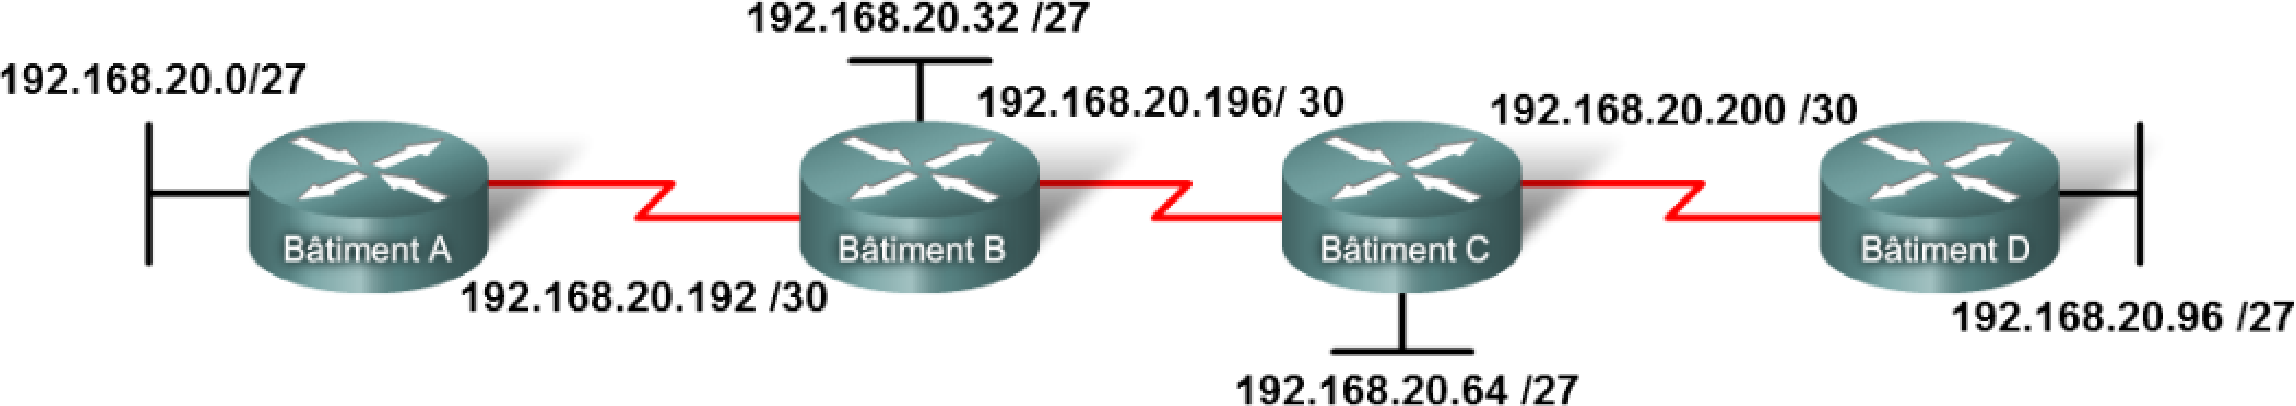 192.168.20.32 /27
192.168.20.0/27
192.168.20.196/ 30
192.168.20.200 /30
Bâtiment A
Bâtiment B
Bâtiment C
Bâtiment D
192.168.20.192 /30
192.168.20.96 /27
192.168.20.64 /27